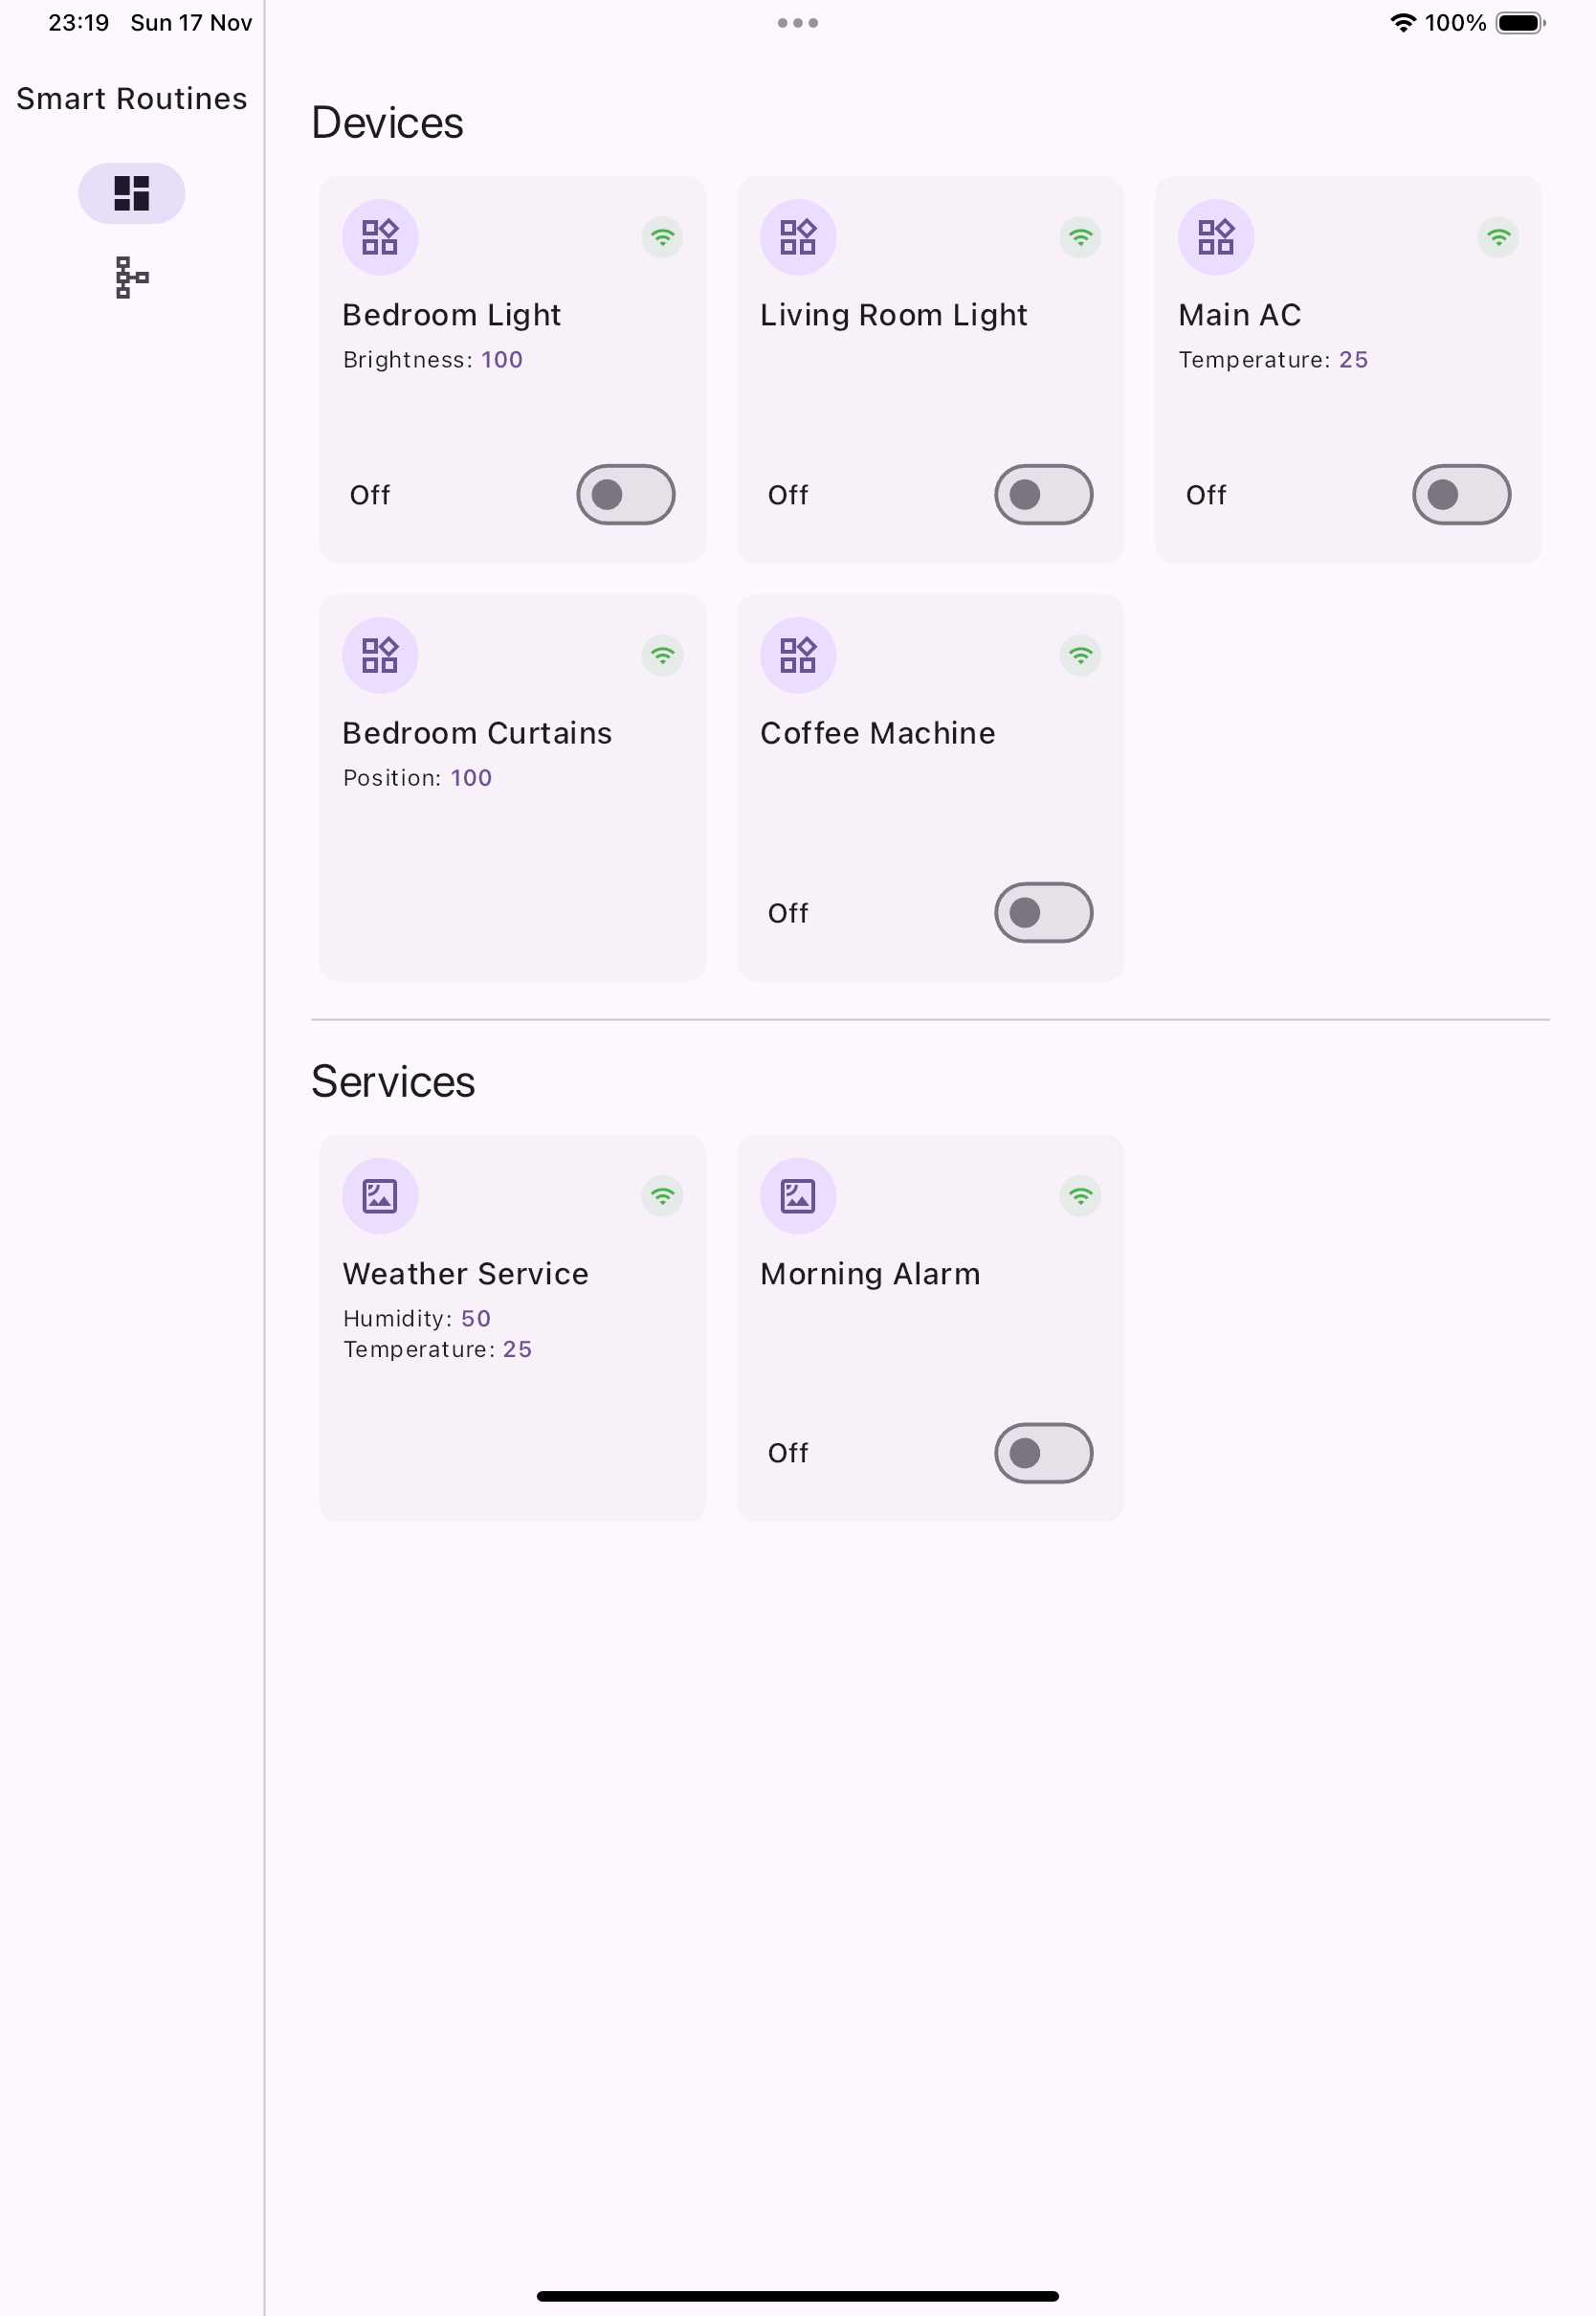 23:19 Sun 17 Nov
100%
Smart Routines
Devices
Bedroom Light
Brightness: 100
Off
Living Room Light
Off
Main AC
Temperature: 25
Off
Bedroom Curtains
Position: 100
Coffee Machine
Off
Services
Weather Service
Humidity: 50
Temperature: 25
Morning Alarm
Off